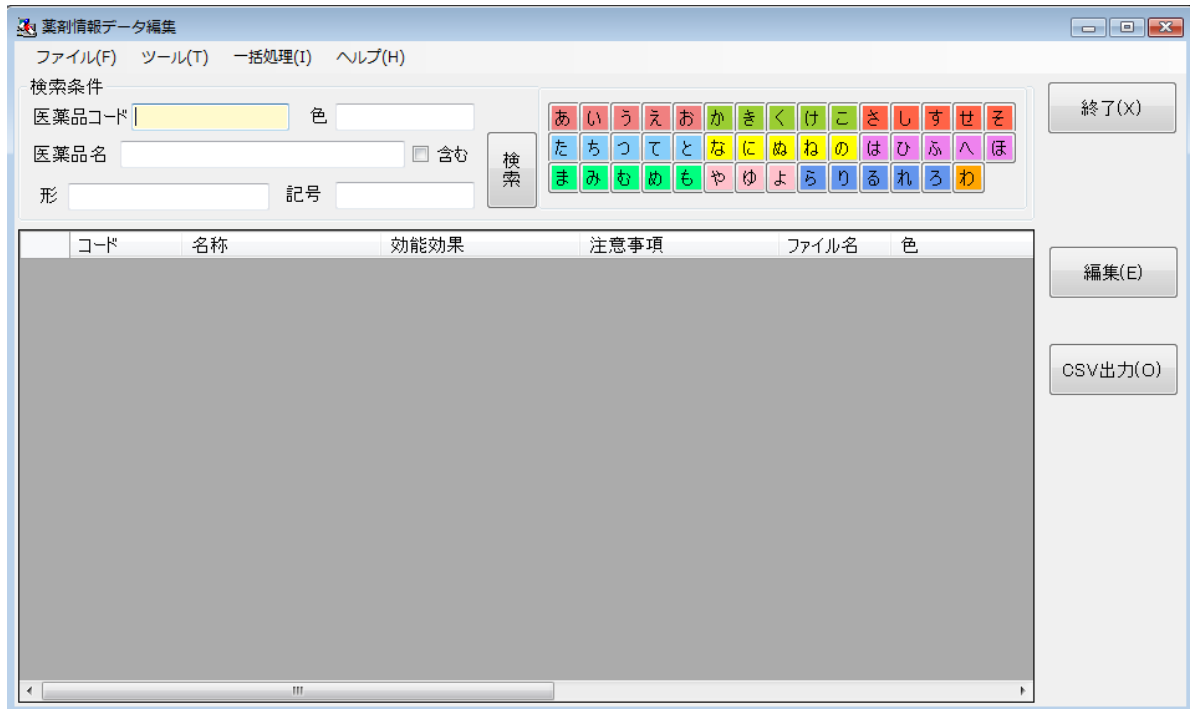 薬剤情報データ編集
ファイル(F) ツール(T) 一括処理(I) ヘルプ(H)
検索条件
医薬品コード 色
医薬品名 含む
形 記号
検索
あ い う え お か き く け こ さ し す せ そ
た ち つ て と な に ぬ ね の は ひ ふ へ ほ
ま み む め も や ゆ よ ら り る れ ろ わ
終了(X)
コード 名称 効能効果 注意事項 ファイル名 色
編集(E)
CSV出力(O)